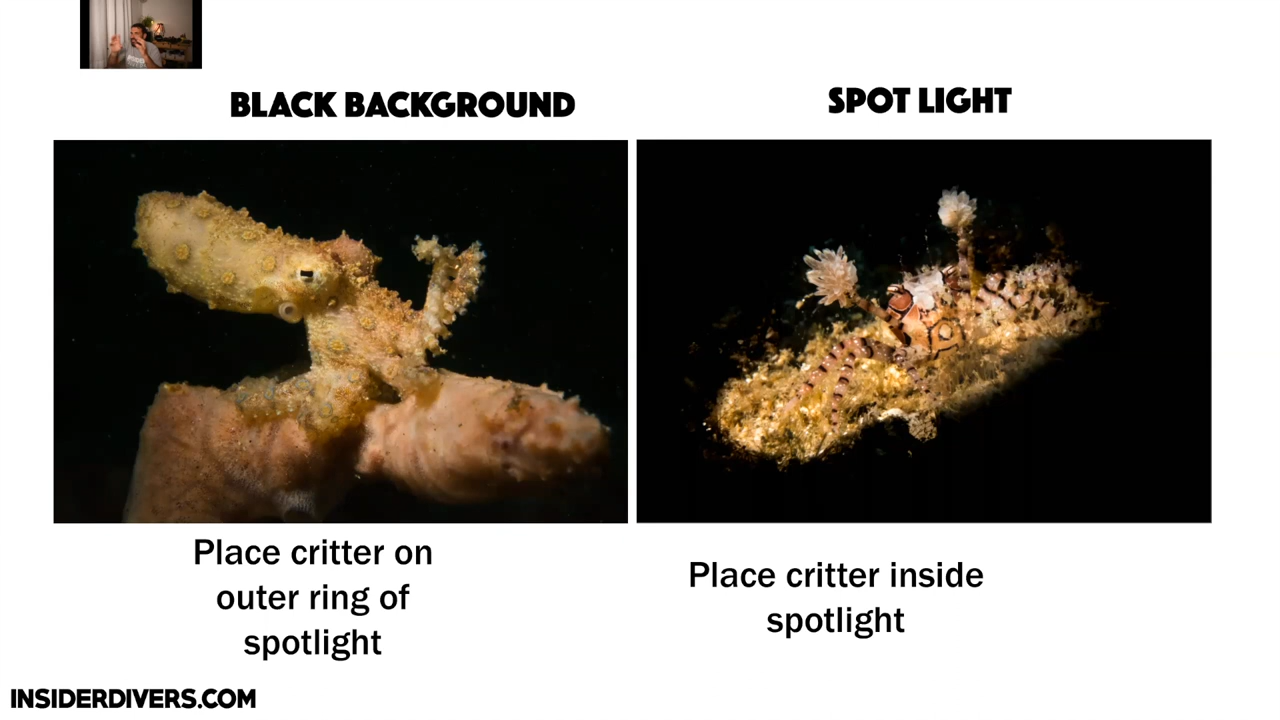 BLACK BACKGROUND
SPOT LIGHT
Place critter on
outer ring of
spotlight
Place critter inside
spotlight
INSIDERDIVERS.COM